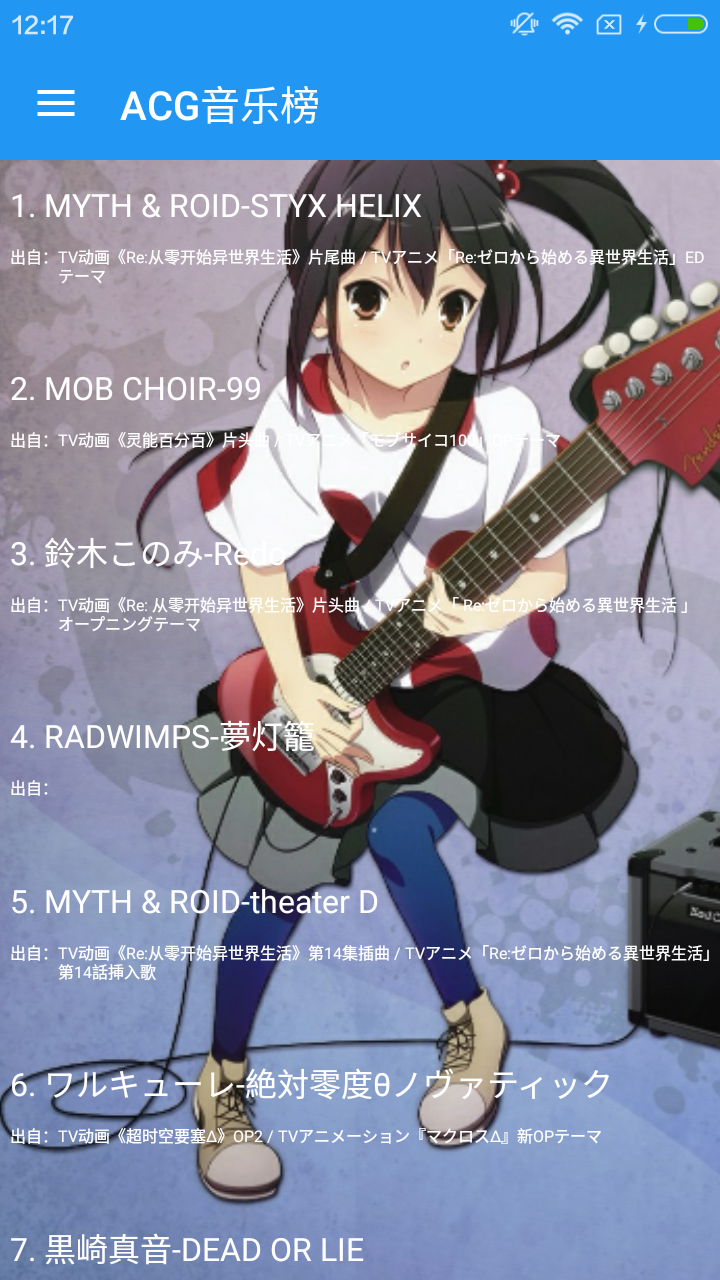 12:17
ACG音乐榜
1. MYTH & ROID-STYX HELIX
出自：TV动画《Re:从零开始异世界生活》片尾曲 / TVアニメ「Re:ゼロから始める異世界生活」ED
テーマ
2. MOB CHOIR-99
出自：TV动画《灵能百分百》片头曲 / TVアニメ「モブサイコ100」OPテーマ
3. 鈴木このみ-Redo
出自：TV动画《Re: 从零开始异世界生活》片头曲 / TVアニメ「 Re:ゼロから始める異世界生活 」
オープニングテーマ
4. RADWIMPS-夢灯籠
出自：
5. MYTH & ROID-theater D
出自：TV动画《Re:从零开始异世界生活》第14集插曲 / TVアニメ「Re:ゼロから始める異世界生活」
第14話挿入歌
6. ワルキューレ-絶対零度θノヴァティック
出自：TV动画《超时空要塞Δ》OP2 / TVアニメーション『マクロスΔ』新OPテーマ
7. 黒崎真音-DEAD OR LIE
Fender